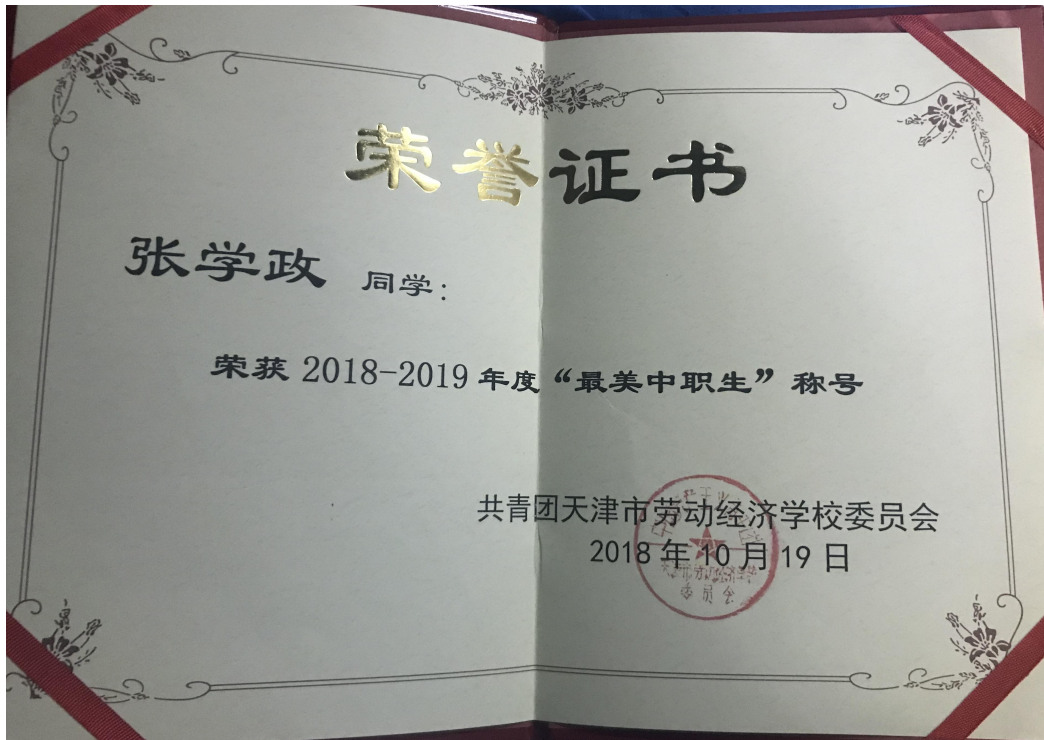 荣誉证书
张学政 同学：
荣获 2018-2019 年度“最美中职生”称号
共青团天津市劳动经济学校委员会
2018 年 10 月 19 日